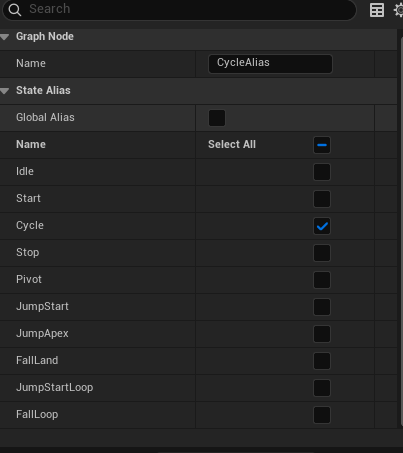 Search
Graph Node
Name CycleAlias
State Alias
Global Alias
Name Select All
Idle
Start
Cycle
Stop
Pivot
JumpStart
JumpApex
FallLand
JumpStartLoop
FallLoop